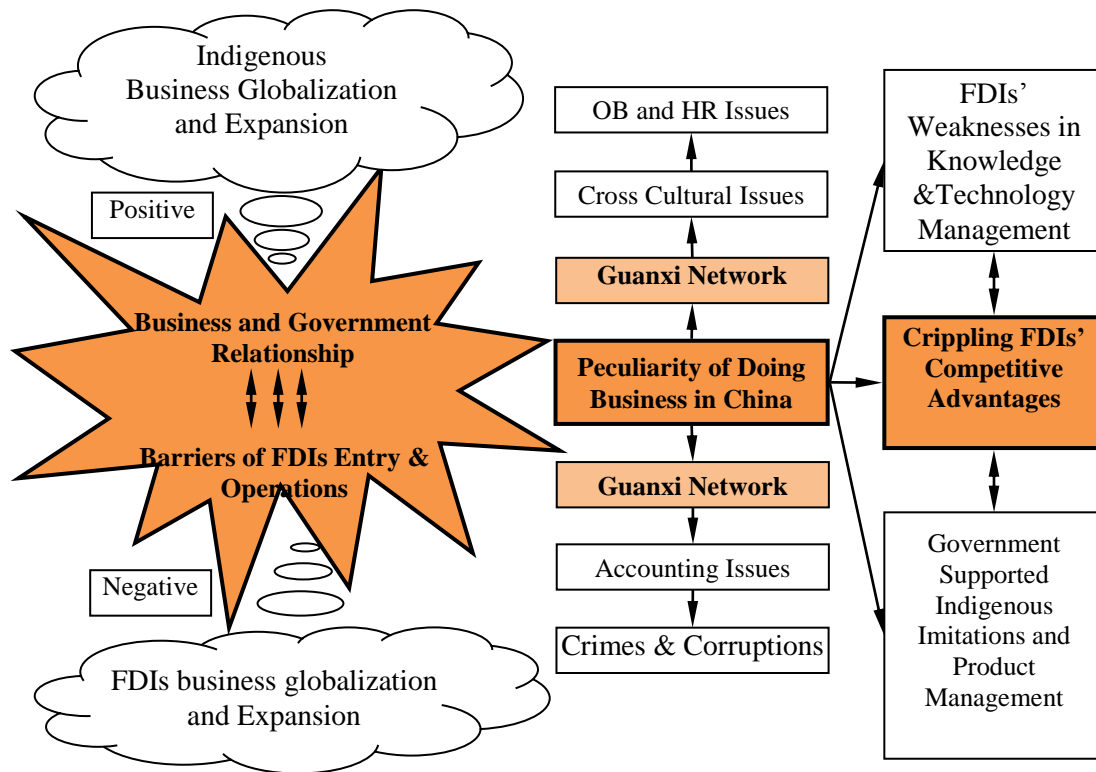 Indigenous
Business Globalization
and Expansion
Positive
Business and Government
Relationship
Barriers of FDIs Entry &
Operations
Negative
FDIs business globalization
and Expansion
OB and HR Issues
Cross Cultural Issues
Guanxi Network
Peculiarity of Doing
Business in China
Guanxi Network
Accounting Issues
Crimes & Corruptions
FDIs’
Weaknesses in
Knowledge
&Technology
Management
Crippling FDIs’
Competitive
Advantages
Government
Supported
Indigenous
Imitations and
Product
Management